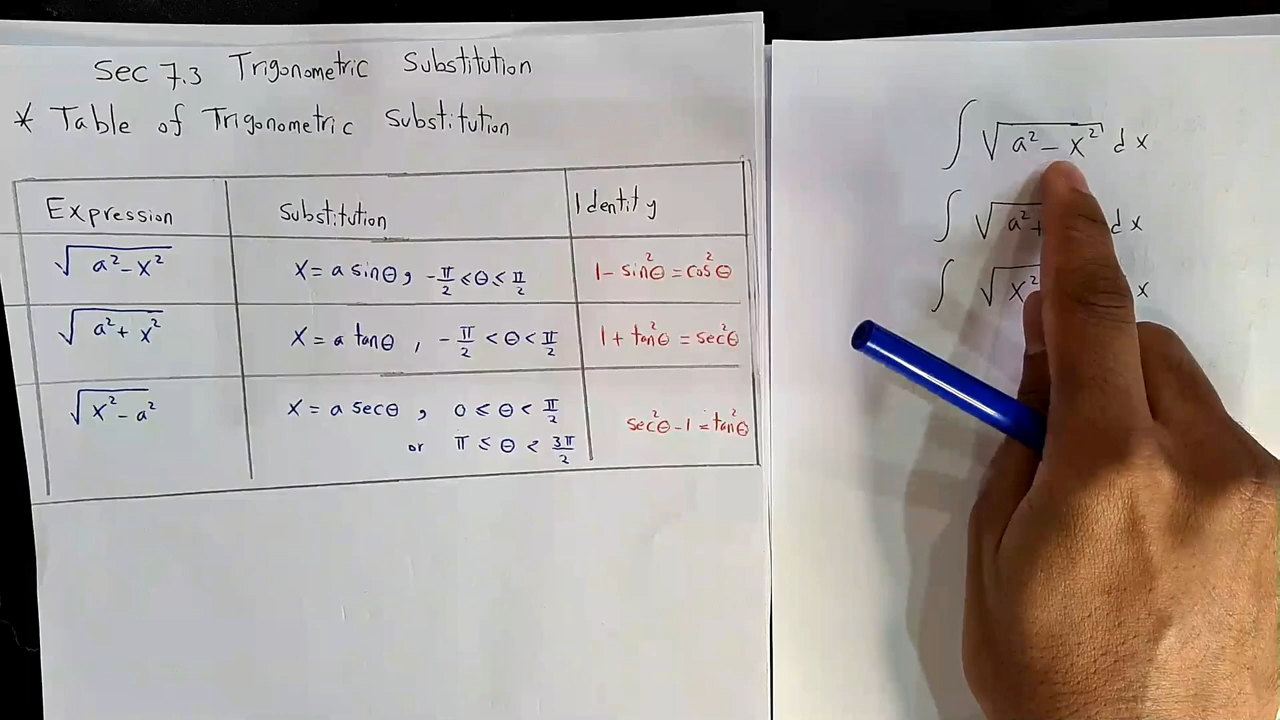 Sec 7.3 Trigonometric Substitution
* Table of Trigonometric Substitution
Expression Substitution Identity
√(a²-x²) x = a sinθ, -π/2 ≤ θ ≤ π/2 1 - sin²θ = cos²θ
√(a²+x²) x = a tanθ, -π/2 < θ < π/2 1 + tan²θ = sec²θ
√(x²-a²) x = a secθ, 0 ≤ θ < π/2 sec²θ - 1 = tan²θ
or π ≤ θ < 3π/2
∫ √(a²-x²) dx
∫ √(a²+ dx
∫ √(x² x